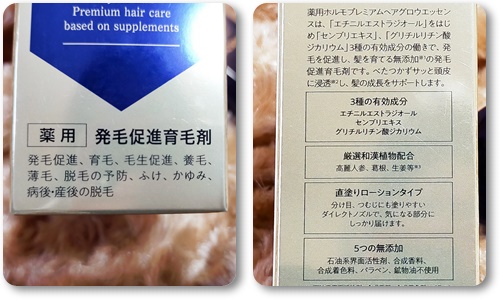 Premium hair care
based on supplements
薬用 発毛促進育毛剤
発毛促進、育毛、毛生促進、養毛、
薄毛、脱毛の予防、ふけ、かゆみ、
病後・産後の脱毛
薬用ホルモプレミアムヘアグロウエッセン
スは、「エチニルエストラジオール」をはじ
め「センブリエキス」、「グリチルリチン酸
ジカリウム」3種の有効成分の働きで、発
毛を促進し、髪を育てる無添加※1の発毛
促進育毛剤です。べたつかずサッと頭皮
に浸透※2し、髪の成長をサポートします。
3種の有効成分
エチニルエストラジオール
センブリエキス
グリチルリチン酸ジカリウム
厳選和漢植物配合
高麗人参、葛根、生姜等※3
直塗りローションタイプ
分け目、つむじにも塗りやすい
ダイレクトノズルで、気になる部分に
しっかり届けます。
5つの無添加
石油系界面活性剤、合成香料、
合成着色料、パラベン、鉱物油不使用